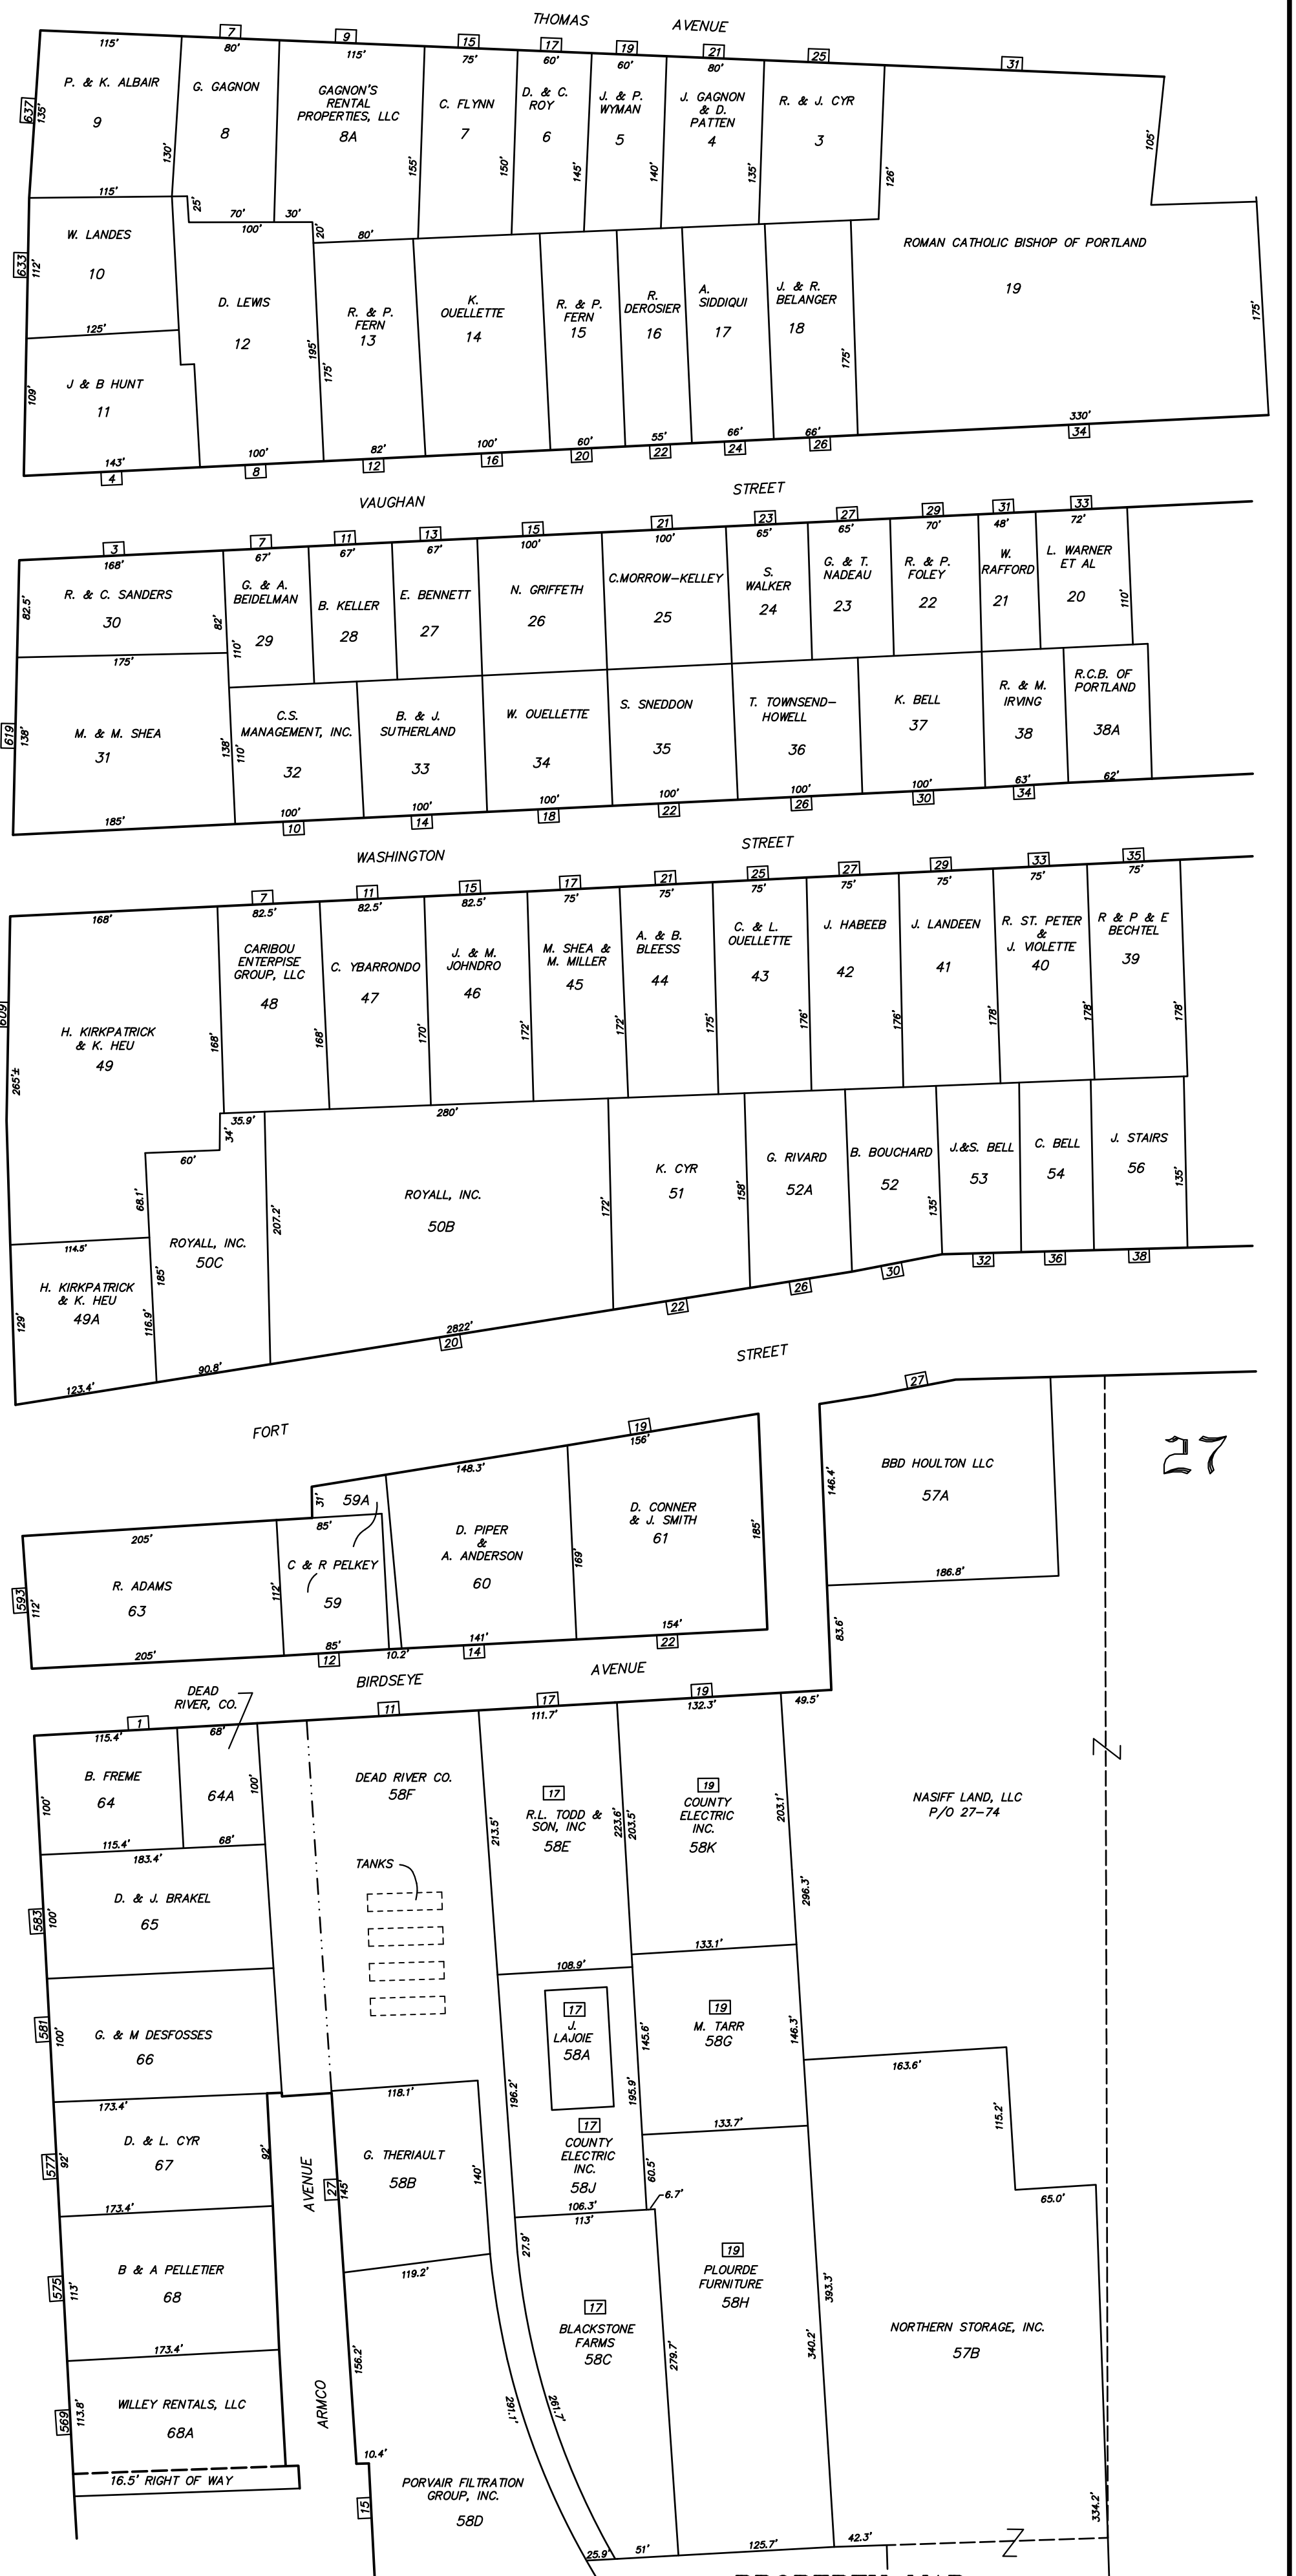 THOMAS AVENUE
7 9 15 17 19 21 25 31
115' 80' 115' 75' 60' 60' 80'
P. & K. ALBAIR
9
637
135'
130'
115'
G. GAGNON
8
25'
70'
GAGNON'S
RENTAL
PROPERTIES, LLC
8A
30'
155'
C. FLYNN
7
150'
D. & C.
ROY
6
145'
J. & P.
WYMAN
5
140'
J. GAGNON
& D.
PATTEN
4
135'
R. & J. CYR
3
126'
105'
ROMAN CATHOLIC BISHOP OF PORTLAND
19
175'
330'
34
W. LANDES
10
633
112'
125'
J & B HUNT
11
109'
143'
4
100'
D. LEWIS
12
195'
100'
8
20'
80'
R. & P.
FERN
13
175'
82'
12
K.
OUELLETTE
14
100'
16
R. & P.
FERN
15
60'
20
R.
DEROSIER
16
55'
22
A.
SIDDIQUI
17
66'
24
J. & R.
BELANGER
18
175'
66'
26
VAUGHAN STREET
3 7 11 13 15 21 23 27 29 31 33
168' 67' 67' 67' 100' 100' 65' 65' 70' 48' 72'
R. & C. SANDERS
30
82.5'
82'
175'
G. & A.
BEIDELMAN
29
110'
B. KELLER
28
E. BENNETT
27
N. GRIFFETH
26
C.MORROW-KELLEY
25
S.
WALKER
24
G. & T.
NADEAU
23
R. & P.
FOLEY
22
W.
RAFFORD
21
L. WARNER
ET AL
20
110'
M. & M. SHEA
31
619
138'
138'
185'
C.S.
MANAGEMENT, INC.
32
110'
100'
10
B. & J.
SUTHERLAND
33
100'
14
W. OUELLETTE
34
100'
18
S. SNEDDON
35
100'
22
T. TOWNSEND-
HOWELL
36
100'
26
K. BELL
37
100'
30
R. & M.
IRVING
38
63'
34
R.C.B. OF
PORTLAND
38A
62'
WASHINGTON STREET
7 11 15 17 21 25 27 29 33 35
168' 82.5' 82.5' 82.5' 75' 75' 75' 75' 75' 75' 75'
H. KIRKPATRICK
& K. HEU
49
609
265'±
168'
CARIBOU
ENTERPISE
GROUP, LLC
48
168'
C. YBARRONDO
47
170'
J. & M.
JOHNDRO
46
172'
M. SHEA &
M. MILLER
45
172'
A. & B.
BLEESS
44
175'
C. & L.
OUELLETTE
43
176'
J. HABEEB
42
176'
J. LANDEEN
41
178'
R. ST. PETER
&
J. VIOLETTE
40
178'
R & P & E
BECHTEL
39
178'
35.9'
34'
60'
68.1'
114.5'
H. KIRKPATRICK
& K. HEU
49A
129'
116.9'
123.4'
ROYALL, INC.
50C
185'
207.2'
90.8'
280'
ROYALL, INC.
50B
172'
2822'
20
K. CYR
51
158'
22
G. RIVARD
52A
26
B. BOUCHARD
52
135'
30
J.&S. BELL
53
32
C. BELL
54
36
J. STAIRS
56
135'
38
FORT STREET
27
27
BBD HOULTON LLC
57A
146.4'
186.8'
83.6'
205'
R. ADAMS
63
593
112'
112'
205'
31'
59A
85'
C & R PELKEY
59
85'
12
10.2'
148.3'
D. PIPER
&
A. ANDERSON
60
169'
141'
14
19
156'
D. CONNER
& J. SMITH
61
185'
154'
22
BIRDSEYE AVENUE
DEAD
RIVER, CO.
1 11 17 19
115.4' 68' 111.7' 132.3' 49.5'
B. FREME
64
100'
115.4'
64A
100'
68'
183.4'
D. & J. BRAKEL
65
583
100'
G. & M DESFOSSES
66
581
100'
173.4'
D. & L. CYR
67
577
92'
92'
173.4'
B & A PELLETIER
68
575
113'
173.4'
WILLEY RENTALS, LLC
68A
569
113.8'
16.5' RIGHT OF WAY
ARMCO AVENUE
DEAD RIVER CO.
58F
TANKS
213.5'
118.1'
G. THERIAULT
58B
27
145'
140'
119.2'
156.2'
10.4'
15
PORVAIR FILTRATION
GROUP, INC.
58D
291.1'
261.7'
25.9'
17
R.L. TODD &
SON, INC
58E
223.6'
203.5'
108.9'
17
J.
LAJOIE
58A
196.2'
195.9'
145.6'
17
COUNTY
ELECTRIC
INC.
58J
60.5'
6.7'
106.3'
113'
27.9'
17
BLACKSTONE
FARMS
58C
279.7'
51'
19
COUNTY
ELECTRIC
INC.
58K
203.1'
296.3'
133.1'
19
M. TARR
58G
146.3'
133.7'
19
PLOURDE
FURNITURE
58H
393.3'
340.2'
125.7'
NASIFF LAND, LLC
P/O 27-74
163.6'
115.2'
65.0'
NORTHERN STORAGE, INC.
57B
334.2'
42.3'
PROPERTY MAP